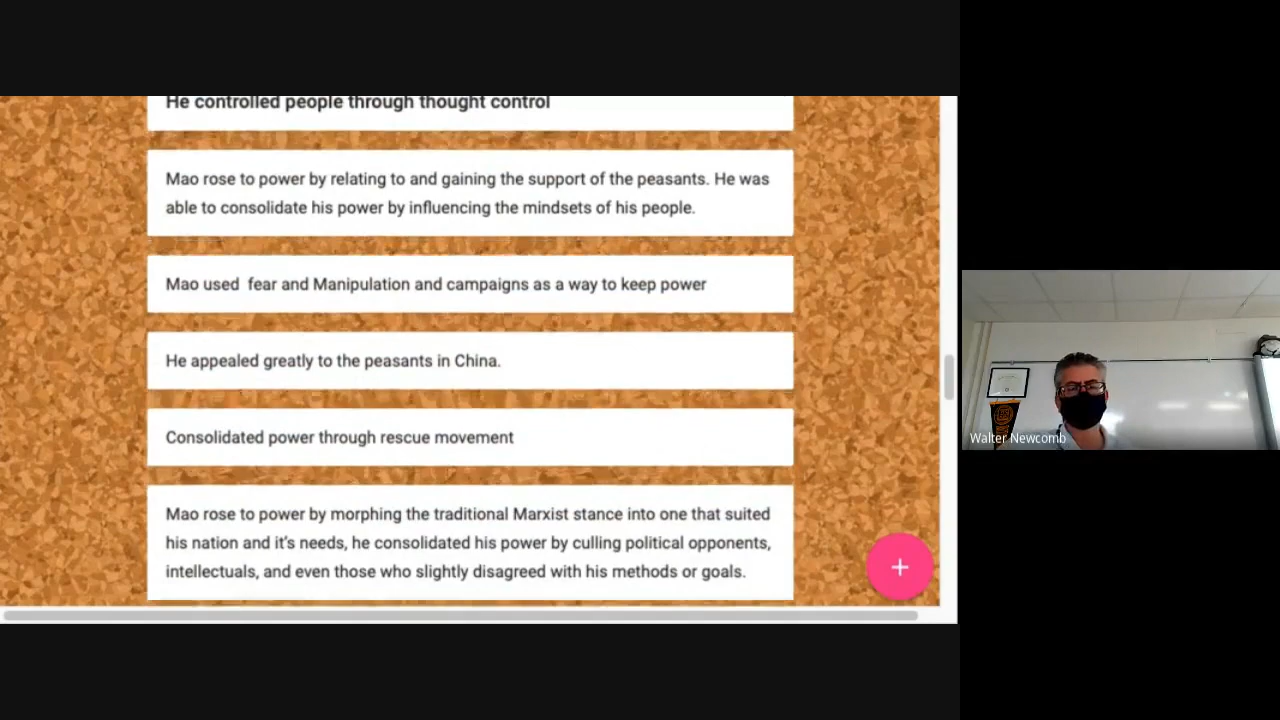 He controlled people through thought control
Mao rose to power by relating to and gaining the support of the peasants. He was
able to consolidate his power by influencing the mindsets of his people.
Mao used  fear and Manipulation and campaigns as a way to keep power
He appealed greatly to the peasants in China.
Consolidated power through rescue movement
Mao rose to power by morphing the traditional Marxist stance into one that suited
his nation and it's needs, he consolidated his power by culling political opponents,
intellectuals, and even those who slightly disagreed with his methods or goals.
+
Walter Newcomb